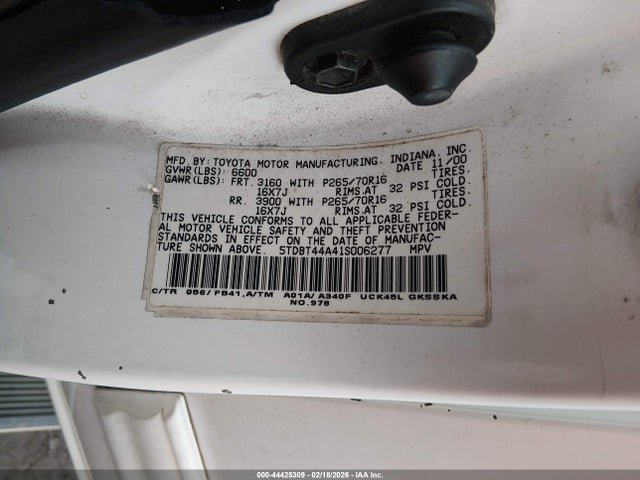 MFD. BY: TOYOTA MOTOR MANUFACTURING, INDIANA, INC.
GVWR(LBS): 6600 DATE 11/00
GAWR(LBS): FRT. 3160 WITH P265/70R16 TIRES.
16X7J RIMS.AT 32 PSI COLD.
RR. 3900 WITH P265/70R16 TIRES.
16X7J RIMS.AT 32 PSI COLD.
THIS VEHICLE CONFORMS TO ALL APPLICABLE FEDER-
AL MOTOR VEHICLE SAFETY AND THEFT PREVENTION
STANDARDS IN EFFECT ON THE DATE OF MANUFAC-
TURE SHOWN ABOVE. 5TDBT44A41S006277 MPV
C/TR 056/FB41,A/TM A01A/A340F UCK45L GKSSKA
NO.978
000-44425309 - 02/18/2026 - IAAI.com